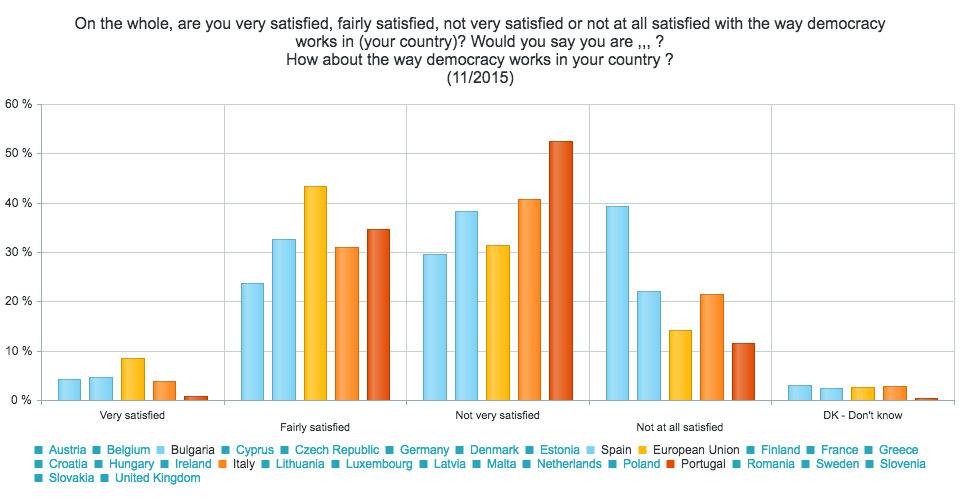 On the whole, are you very satisfied, fairly satisfied, not very satisfied or not at all satisfied with the way democracy
works in (your country)? Would you say you are ,,, ?
How about the way democracy works in your country ?
(11/2015)
60 %
50 %
40 %
30 %
20 %
10 %
0 %
Very satisfied
Fairly satisfied
Not very satisfied
Not at all satisfied
DK - Don't know
Austria Belgium Bulgaria Cyprus Czech Republic Germany Denmark Estonia Spain European Union Finland France Greece
Croatia Hungary Ireland Italy Lithuania Luxembourg Latvia Malta Netherlands Poland Portugal Romania Sweden Slovenia
Slovakia United Kingdom